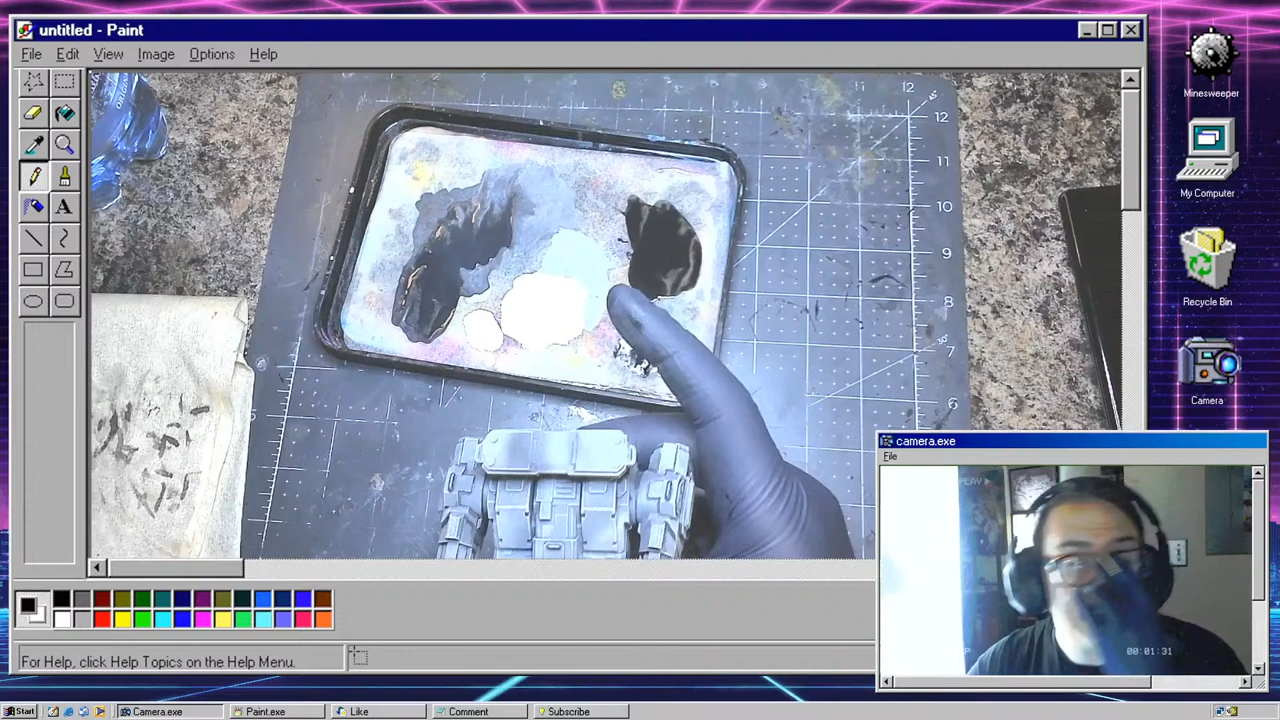 untitled - Paint
File Edit View Image Options Help
11 12
12
11
10
9
8
7
6
Minesweeper
My Computer
Recycle Bin
Camera
camera.exe
File
PLAY
00:01:31
For Help, click Help Topics on the Help Menu.
Start Camera.exe Paint.exe Like Comment Subscribe